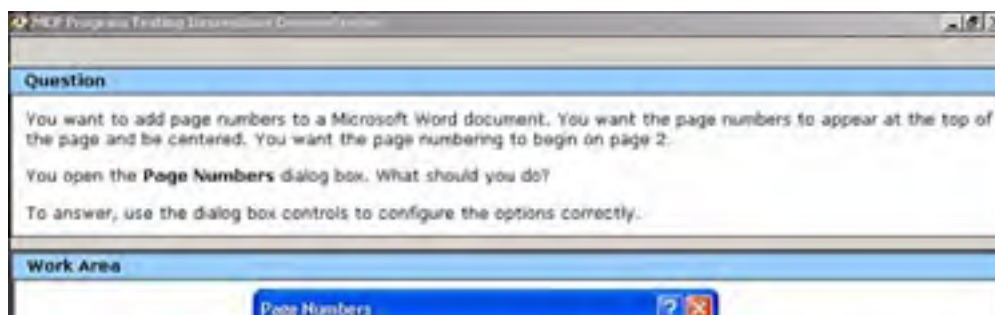 MCP Program Testing
Question
You want to add page numbers to a Microsoft Word document. You want the page numbers to appear at the top of
the page and be centered. You want the page numbering to begin on page 2.
You open the Page Numbers dialog box. What should you do?
To answer, use the dialog box controls to configure the options correctly.
Work Area
Page Numbers